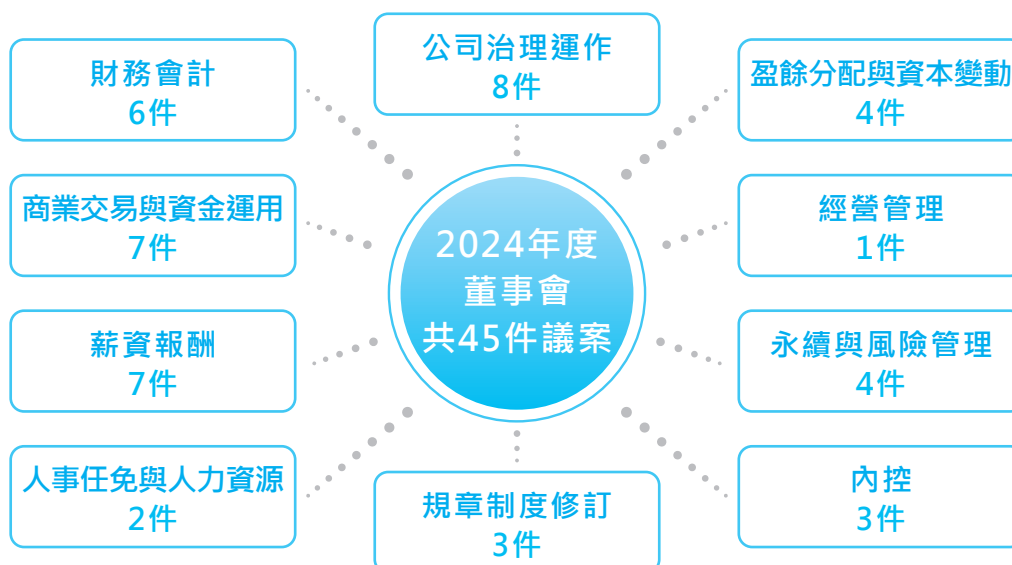 公司治理運作
8件
財務會計
6件
盈餘分配與資本變動
4件
商業交易與資金運用
7件
經營管理
1件
2024年度
董事會
共45件議案
薪資報酬
7件
永續與風險管理
4件
人事任免與人力資源
2件
規章制度修訂
3件
內控
3件